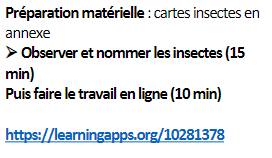 Préparation matérielle : cartes insectes en
annexe
➢ Observer et nommer les insectes (15
min)
Puis faire le travail en ligne (10 min)
https://learningapps.org/10281378